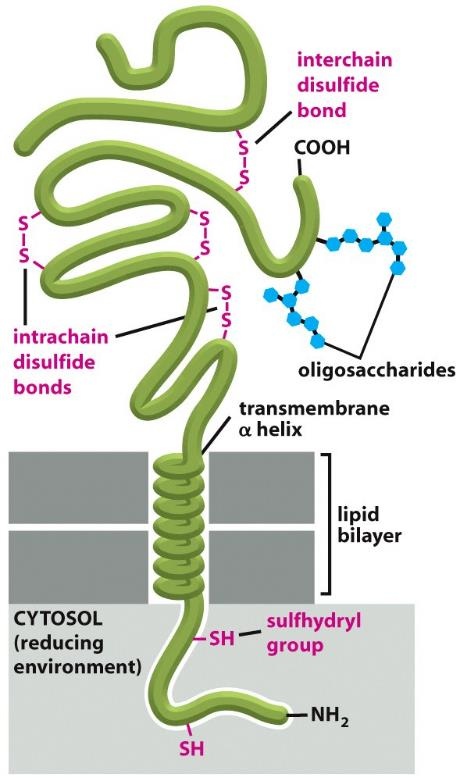 interchain
disulfide
bond
COOH
S
S
S
S
S
S
S
S
intrachain
disulfide
bonds
oligosaccharides
transmembrane
α helix
lipid
bilayer
CYTOSOL
(reducing
environment)
SH
sulfhydryl
group
NH₂
SH